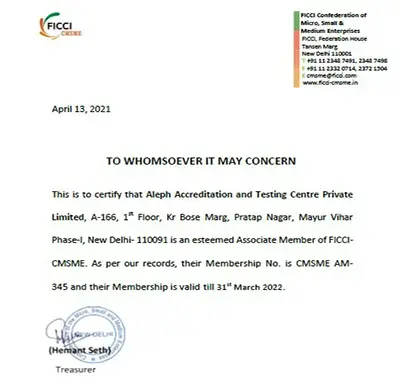 FICCI
CMSME
FICCI Confederation of
Micro, Small &
Medium Enterprises
FICCI, Federation House
Tansen Marg
New Delhi 110001
T +91 11 2348 7491, 2348 7498
F +91 11 2332 0714, 2372 1504
E cmsme@ficci.com
www.ficci-cmsme.in
April 13, 2021
TO WHOMSOEVER IT MAY CONCERN
This is to certify that Aleph Accreditation and Testing Centre Private
Limited, A-166, 1st Floor, Kr Bose Marg, Pratap Nagar, Mayur Vihar
Phase-I, New Delhi- 110091 is an esteemed Associate Member of FICCI-
CMSME. As per our records, their Membership No. is CMSME AM-
345 and their Membership is valid till 31st March 2022.
NEW DELHI
(Hemant Seth)
Treasurer